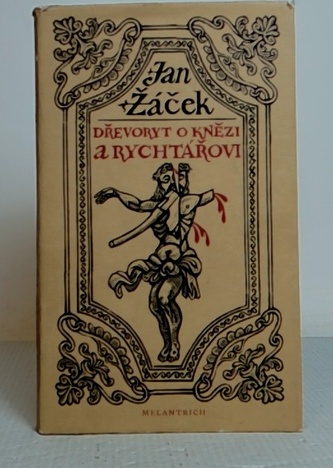 Jan
Žáček
DŘEVORYT O KNĚZI
A RYCHTÁŘOVI
MELANTRICH